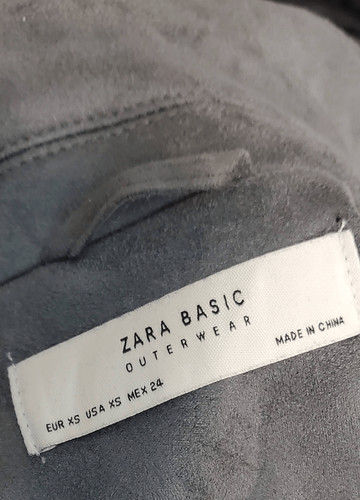 ZARA BASIC
OUTERWEAR
EUR XS USA XS MEX 24
MADE IN CHINA